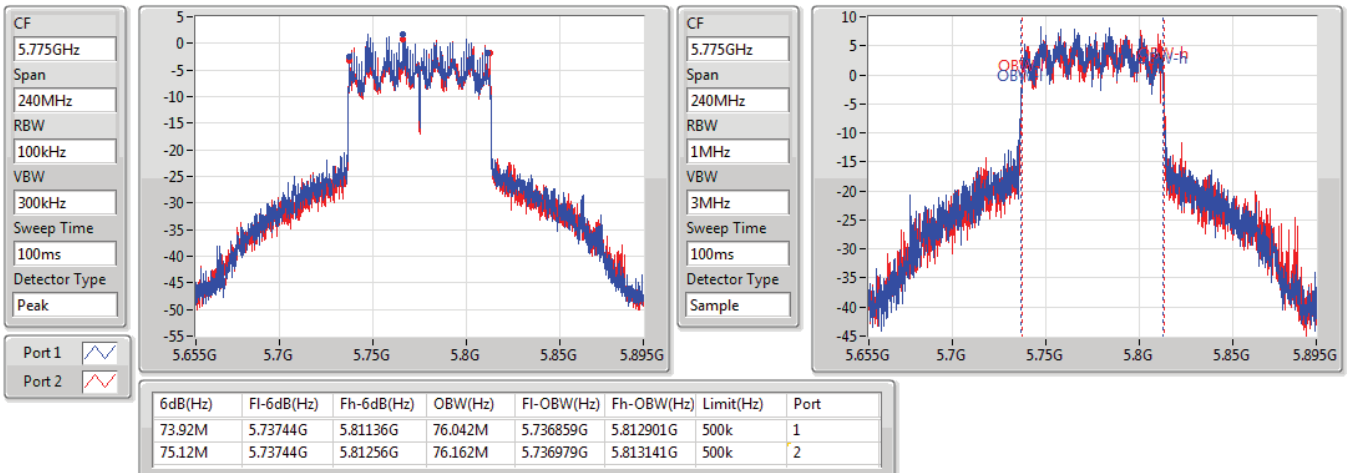 CF
5.775GHz
Span
240MHz
RBW
100kHz
VBW
300kHz
Sweep Time
100ms
Detector Type
Peak
Port 1
Port 2
5
0
-5
-10
-15
-20
-25
-30
-35
-40
-45
-50
-55
5.655G 5.7G 5.75G 5.8G 5.85G 5.895G
CF
5.775GHz
Span
240MHz
RBW
1MHz
VBW
3MHz
Sweep Time
100ms
Detector Type
Sample
10
5
0
-5
-10
-15
-20
-25
-30
-35
-40
-45
5.655G 5.7G 5.75G 5.8G 5.85G 5.895G
6dB(Hz) Fl-6dB(Hz) Fh-6dB(Hz) OBW(Hz) Fl-OBW(Hz) Fh-OBW(Hz) Limit(Hz) Port
73.92M 5.73744G 5.81136G 76.042M 5.736859G 5.812901G 500k 1
75.12M 5.73744G 5.81256G 76.162M 5.736979G 5.813141G 500k 2